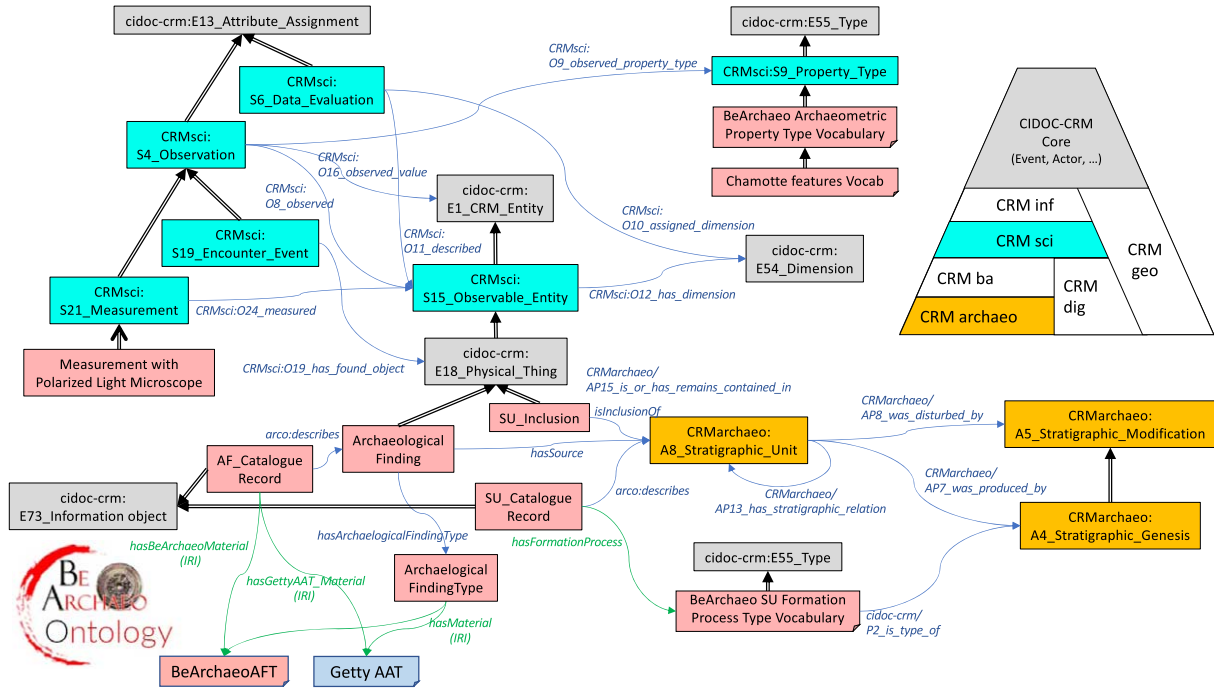 cidoc-crm:E13_Attribute_Assignment
cidoc-crm:E55_Type
CRMsci:
O9_observed_property_type
CRMsci:
S6_Data_Evaluation
CRMsci:S9_Property_Type
BeArchaeo Archaeometric
Property Type Vocabulary
CRMsci:
S4_Observation
CRMsci:
O16_observed_value
Chamotte features Vocab
CRMsci:
O8_observed
cidoc-crm:
E1_CRM_Entity
CRMsci:
S19_Encounter_Event
CRMsci:
O11_described
CRMsci:
O10_assigned_dimension
cidoc-crm:
E54_Dimension
CRMsci:
S21_Measurement
CRMsci:O24_measured
CRMsci:
S15_Observable_Entity
CRMsci:O12_has_dimension
Measurement with
Polarized Light Microscope
CRMsci:O19_has_found_object
cidoc-crm:
E18_Physical_Thing
CIDOC-CRM
Core
(Event, Actor, ...)
CRM inf
CRM sci
CRM ba
CRM
dig
CRM
geo
CRM archaeo
CRMarchaeo/
AP15_is_or_has_remains_contained_in
SU_Inclusion
isInclusionOf
arco:describes
Archaeological
Finding
hasSource
CRMarchaeo:
A8_Stratigraphic_Unit
CRMarchaeo/
AP8_was_disturbed_by
CRMarchaeo:
A5_Stratigraphic_Modification
AF_Catalogue
Record
cidoc-crm:
E73_Information object
SU_Catalogue
Record
arco:describes
CRMarchaeo/
AP13_has_stratigraphic_relation
CRMarchaeo/
AP7_was_produced_by
CRMarchaeo:
A4_Stratigraphic_Genesis
hasBeArchaeoMaterial
(IRI)
hasArchaelogicalFindingType
hasFormationProcess
hasGettyAAT_Material
(IRI)
Archaelogical
FindingType
cidoc-crm:E55_Type
BeArchaeo SU Formation
Process Type Vocabulary
cidoc-crm/
P2_is_type_of
hasMaterial
(IRI)
BeArchaeoAFT
Getty AAT
Be
Archaeo
Ontology